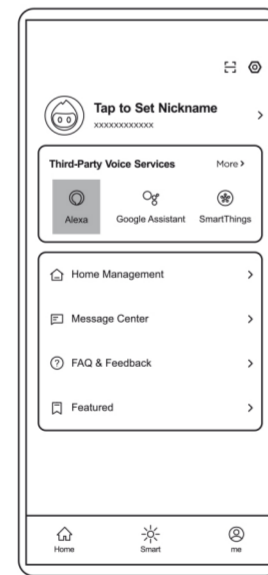 Tap to Set Nickname
xxxxxxxxxxxx
Third-Party Voice Services More >
Alexa Google Assistant SmartThings
Home Management
Message Center
FAQ & Feedback
Featured
Home Smart me